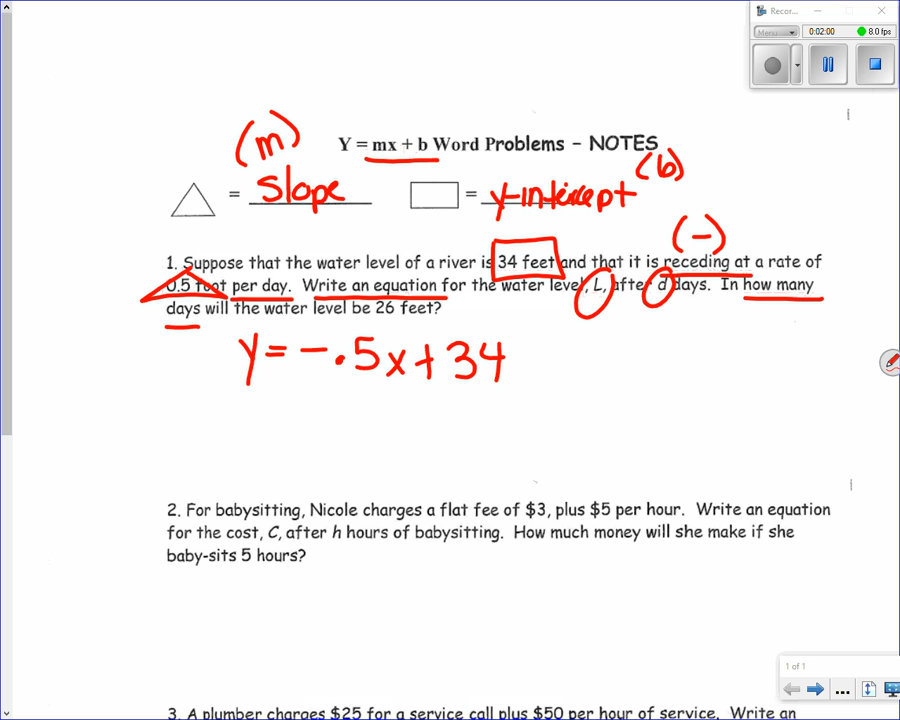 Recor...
Menu
0:02:00
8.0 fps
(m)
Y = mx + b Word Problems – NOTES
(b)
= slope
= y-intercept
(-)
1. Suppose that the water level of a river is 34 feet and that it is receding at a rate of
0.5 foot per day. Write an equation for the water level, L, after d days. In how many
days will the water level be 26 feet?
y = -.5x + 34
2. For babysitting, Nicole charges a flat fee of $3, plus $5 per hour. Write an equation
for the cost, C, after h hours of babysitting. How much money will she make if she
baby-sits 5 hours?
1 of 1
3. A plumber charges $25 for a service call plus $50 per hour of service. Write an